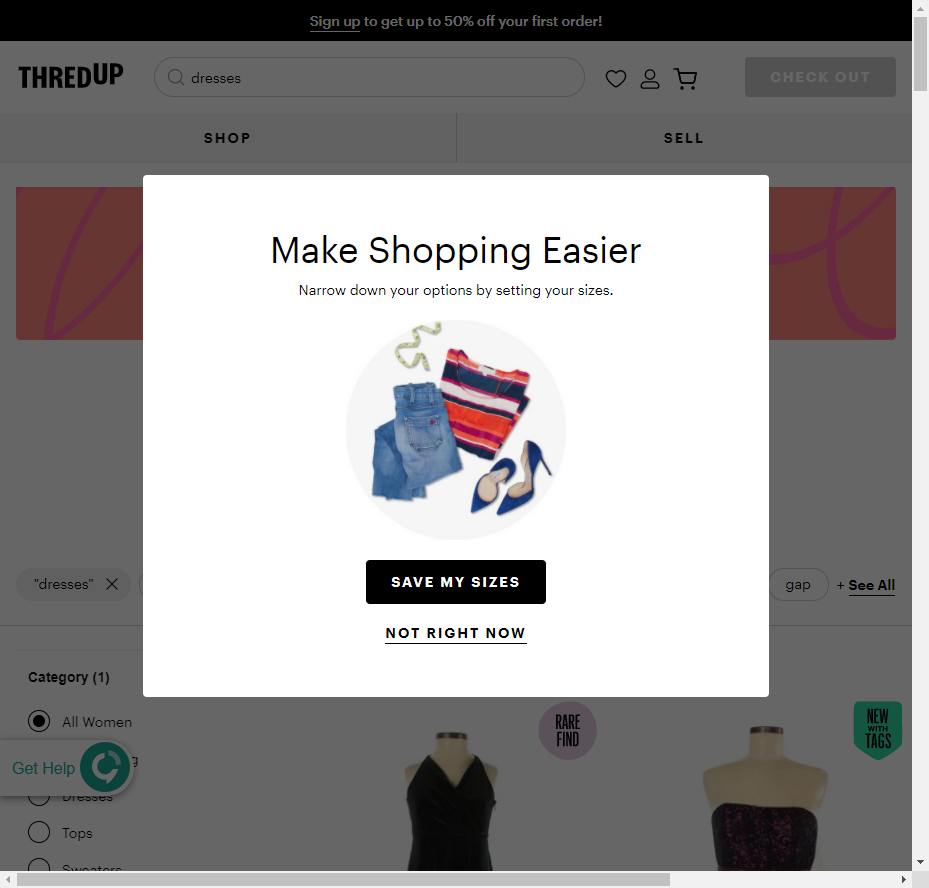 Sign up to get up to 50% off your first order!
THREDUP
dresses
CHECK OUT
SHOP
SELL
Make Shopping Easier
Narrow down your options by setting your sizes.
SAVE MY SIZES
NOT RIGHT NOW
"dresses"
gap
+ See All
Category (1)
All Women
RARE FIND
NEW WITH TAGS
Get Help
Dresses
Tops
Sweaters